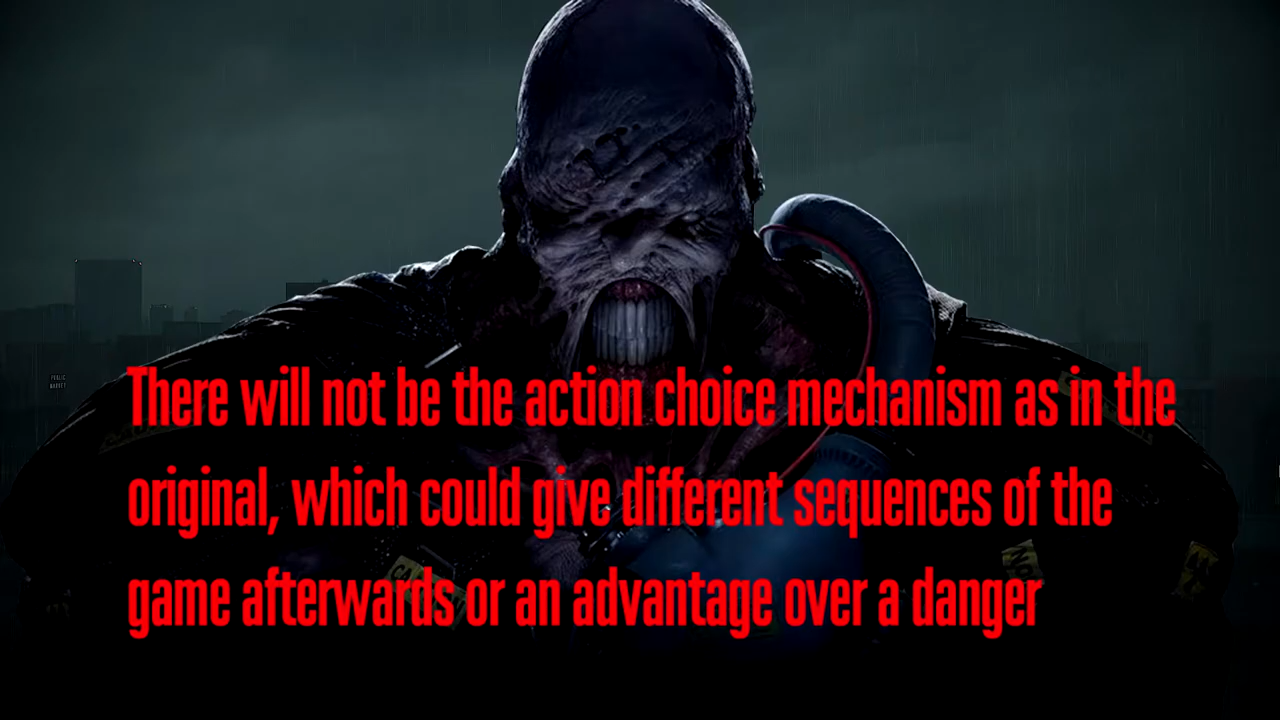 There will not be the action choice mechanism as in the
original, which could give different sequences of the
game afterwards or an advantage over a danger